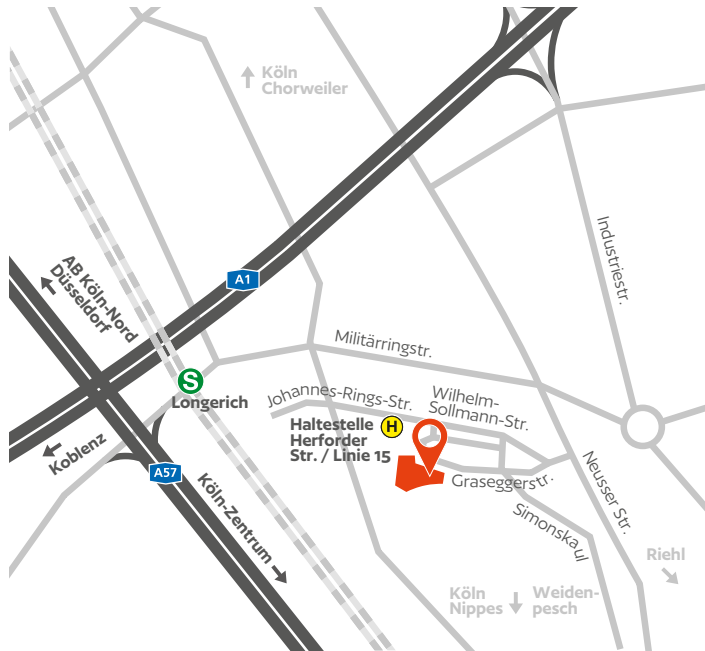 Köln
Chorweiler
Industriestr.
AB Köln-Nord
Düsseldorf
A1
Militärringstr.
S
Longerich
Johannes-Rings-Str.
Wilhelm-
Sollmann-Str.
Haltestelle
Herforder
Str. / Linie 15
H
Koblenz
A57
Köln-Zentrum
Graseggerstr.
Neusser Str.
Simonskaul
Riehl
Köln
Nippes
Weiden-
pesch